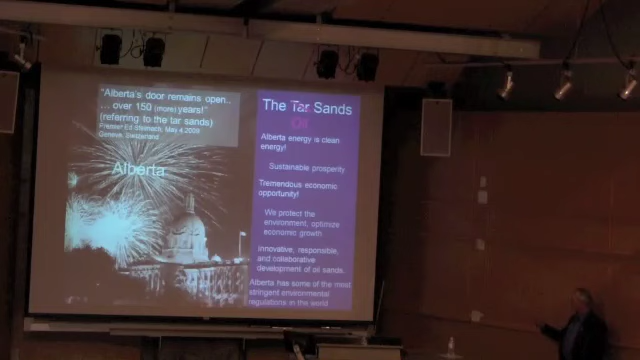 "Alberta's door remains open..
... over 150 (more) years!"
(referring to the tar sands)
Premier Ed Stelmach, May 4 2009
Geneva, Switzerland
Alberta
The Tar Sands
Oil
Alberta energy is clean
energy!
Sustainable prosperity
Tremendous economic
opportunity!
We protect the
environment, optimize
economic growth
Innovative, responsible,
and collaborative
development of oil sands.
Alberta has some of the most
stringent environmental
regulations in the world